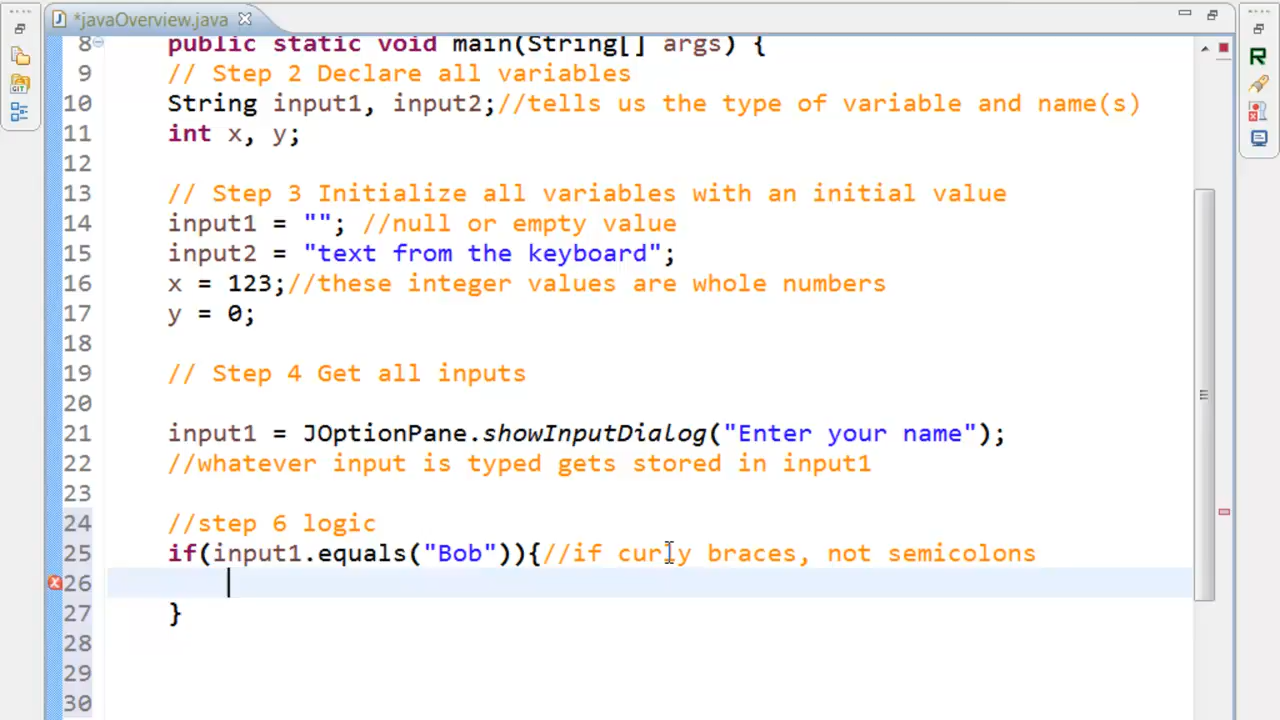 *javaOverview.java
8 public static void main(String[] args) {
9 // Step 2 Declare all variables
10 String input1, input2;//tells us the type of variable and name(s)
11 int x, y;
12
13 // Step 3 Initialize all variables with an initial value
14 input1 = ""; //null or empty value
15 input2 = "text from the keyboard";
16 x = 123;//these integer values are whole numbers
17 y = 0;
18
19 // Step 4 Get all inputs
20
21 input1 = JOptionPane.showInputDialog("Enter your name");
22 //whatever input is typed gets stored in input1
23
24 //step 6 logic
25 if(input1.equals("Bob")){//if curly braces, not semicolons
26
27 }
28
29
30